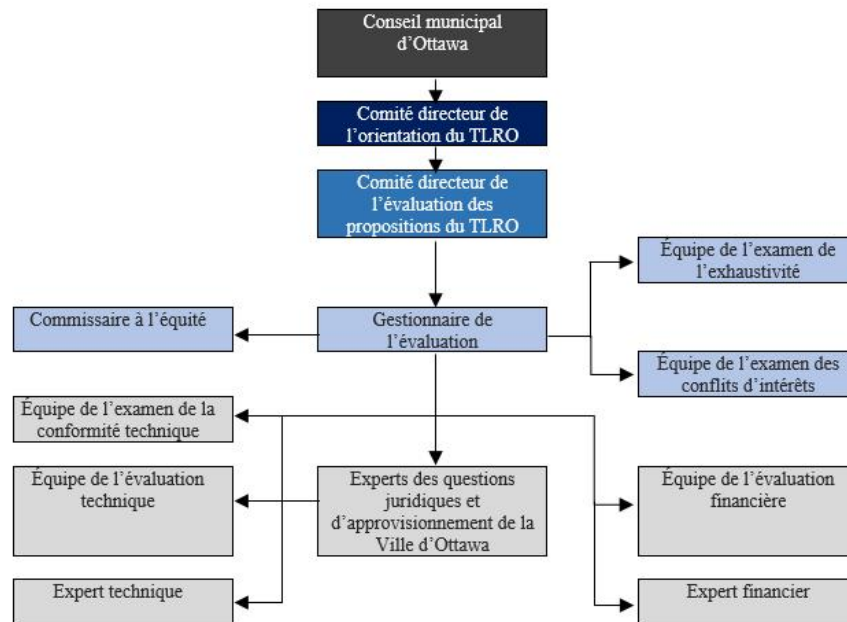 Conseil municipal
d’Ottawa
Comité directeur de
l’orientation du TLRO
Comité directeur de
l’évaluation des
propositions du TLRO
Équipe de l’examen de
l’exhaustivité
Commissaire à l’équité
Gestionnaire de
l’évaluation
Équipe de l’examen des
conflits d’intérêts
Équipe de l’examen de la
conformité technique
Équipe de l’évaluation
technique
Experts des questions
juridiques et
d’approvisionnement de la
Ville d’Ottawa
Équipe de l’évaluation
financière
Expert technique
Expert financier